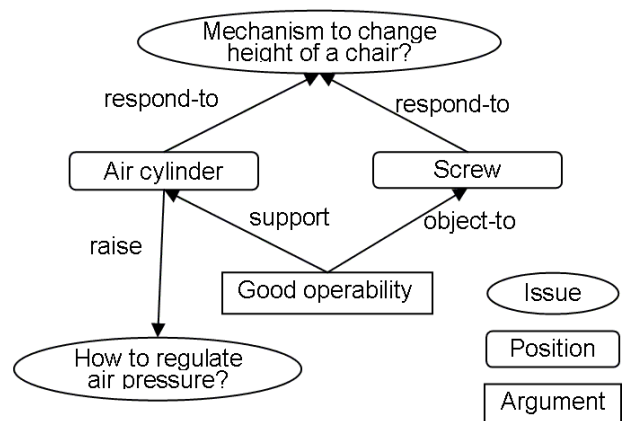 Mechanism to change
height of a chair?
respond-to
respond-to
Air cylinder
Screw
support
object-to
raise
Good operability
Issue
How to regulate
air pressure?
Position
Argument